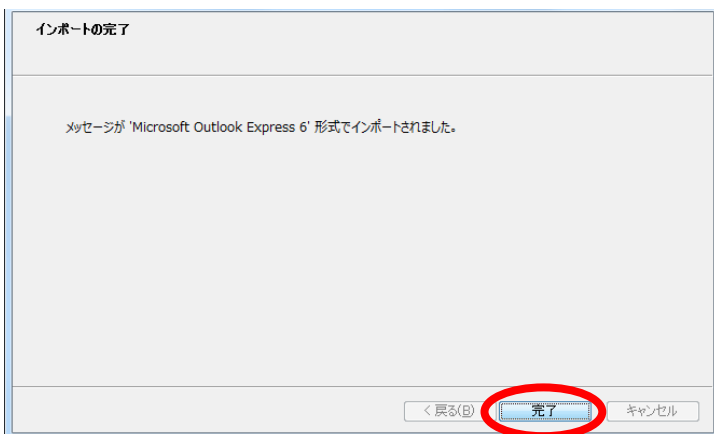 インポートの完了
メッセージが 'Microsoft Outlook Express 6' 形式でインポートされました。
< 戻る(B)
完了
キャンセル